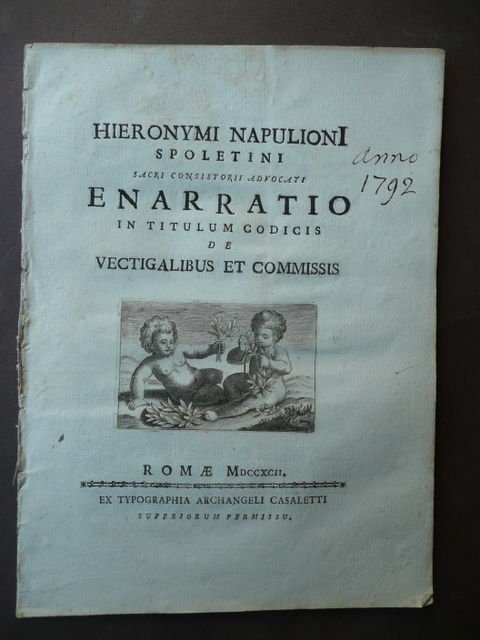 HIERONYMI NAPULIONI
SPOLETINI
SACRI CONSISTORII ADVOCATI
ENARRATIO
IN TITULUM CODICIS
DE
VECTIGALIBUS ET COMMISSIS
Anno
1792
ROMÆ MDCCXCII.
EX TYPOGRAPHIA ARCHANGELI CASALETTI
SUPERIORUM PERMISSU.